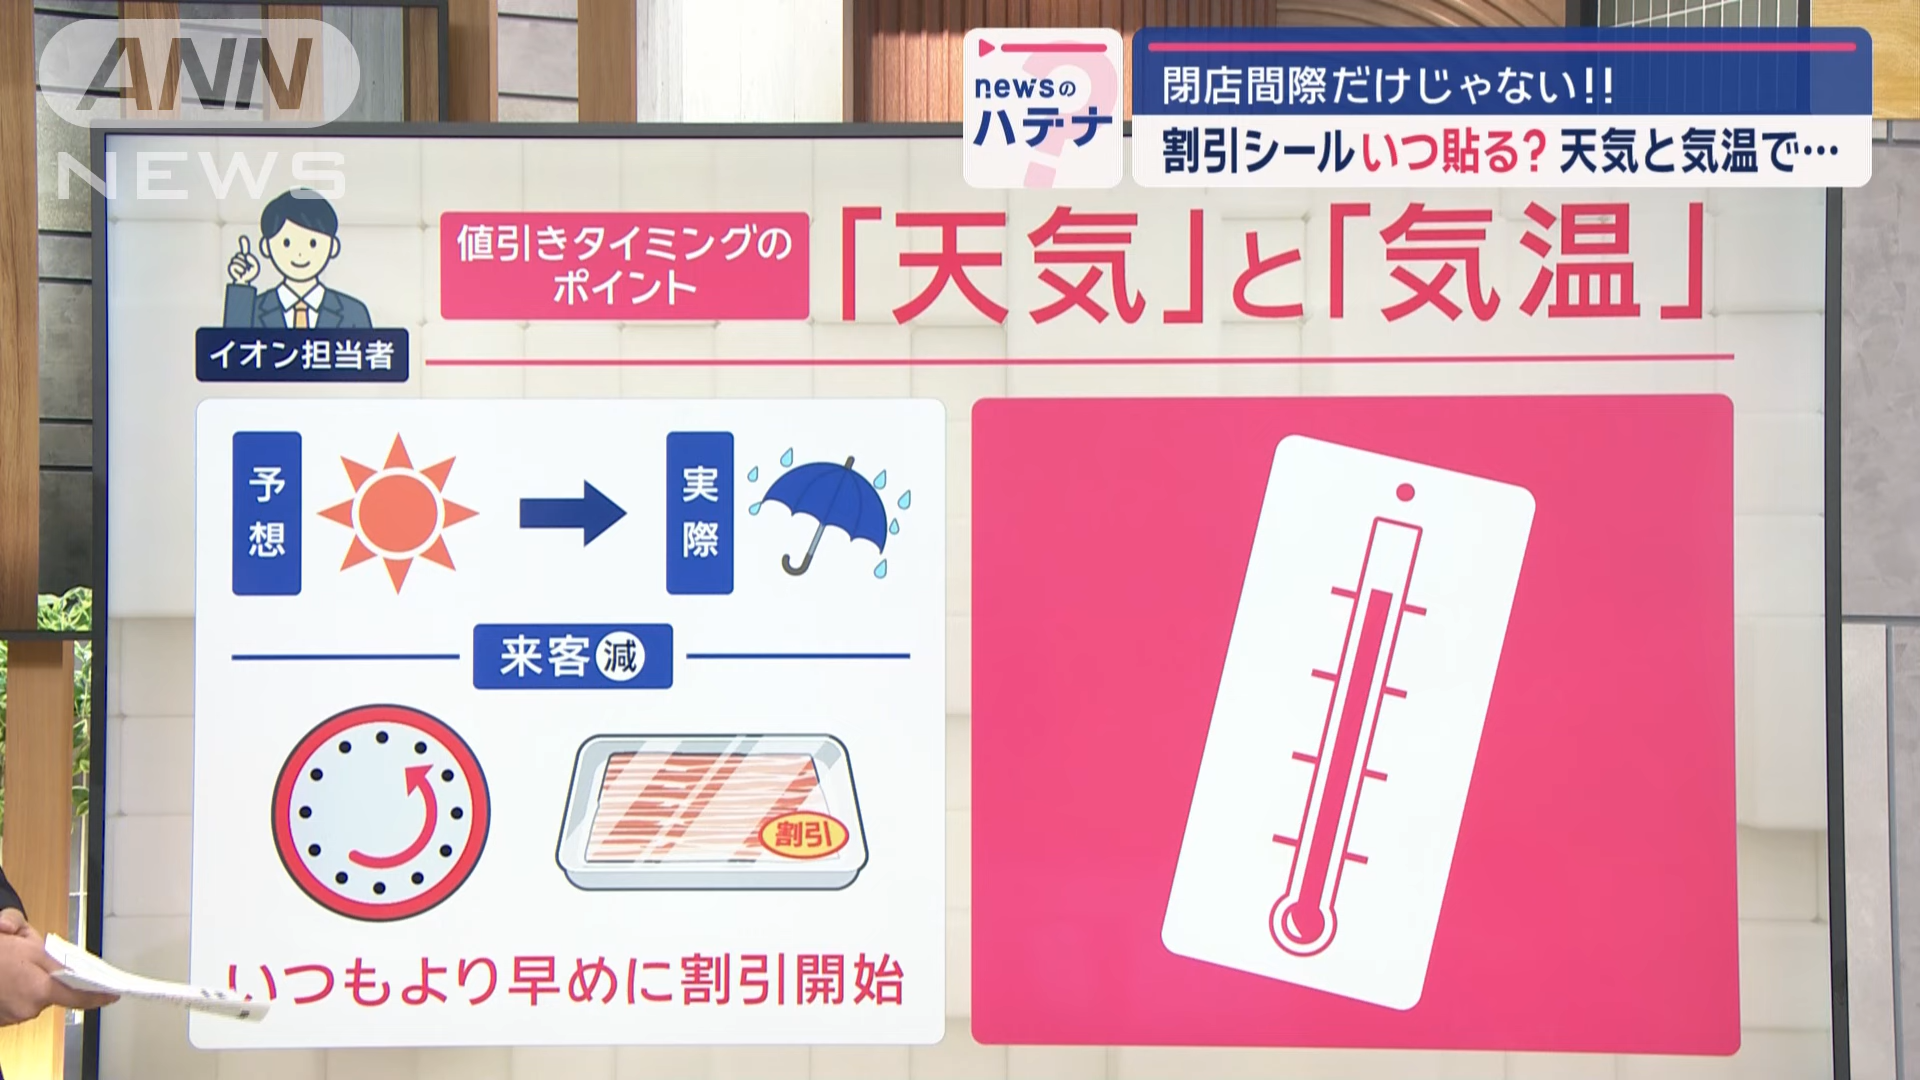 ANN
NEWS
newsの
ハテナ
閉店間際だけじゃない!!
割引シールいつ貼る？天気と気温で…
値引きタイミングの
ポイント
「天気」と「気温」
イオン担当者
予想
実際
来客減
割引
いつもより早めに割引開始